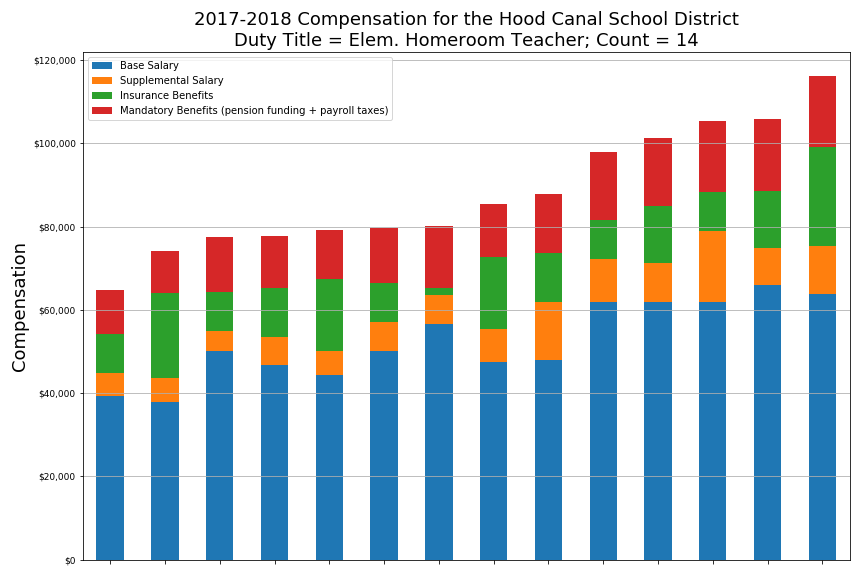 2017-2018 Compensation for the Hood Canal School District
Duty Title = Elem. Homeroom Teacher; Count = 14
Base Salary
Supplemental Salary
Insurance Benefits
Mandatory Benefits (pension funding + payroll taxes)
$120,000
$100,000
$80,000
$60,000
$40,000
$20,000
$0
Compensation